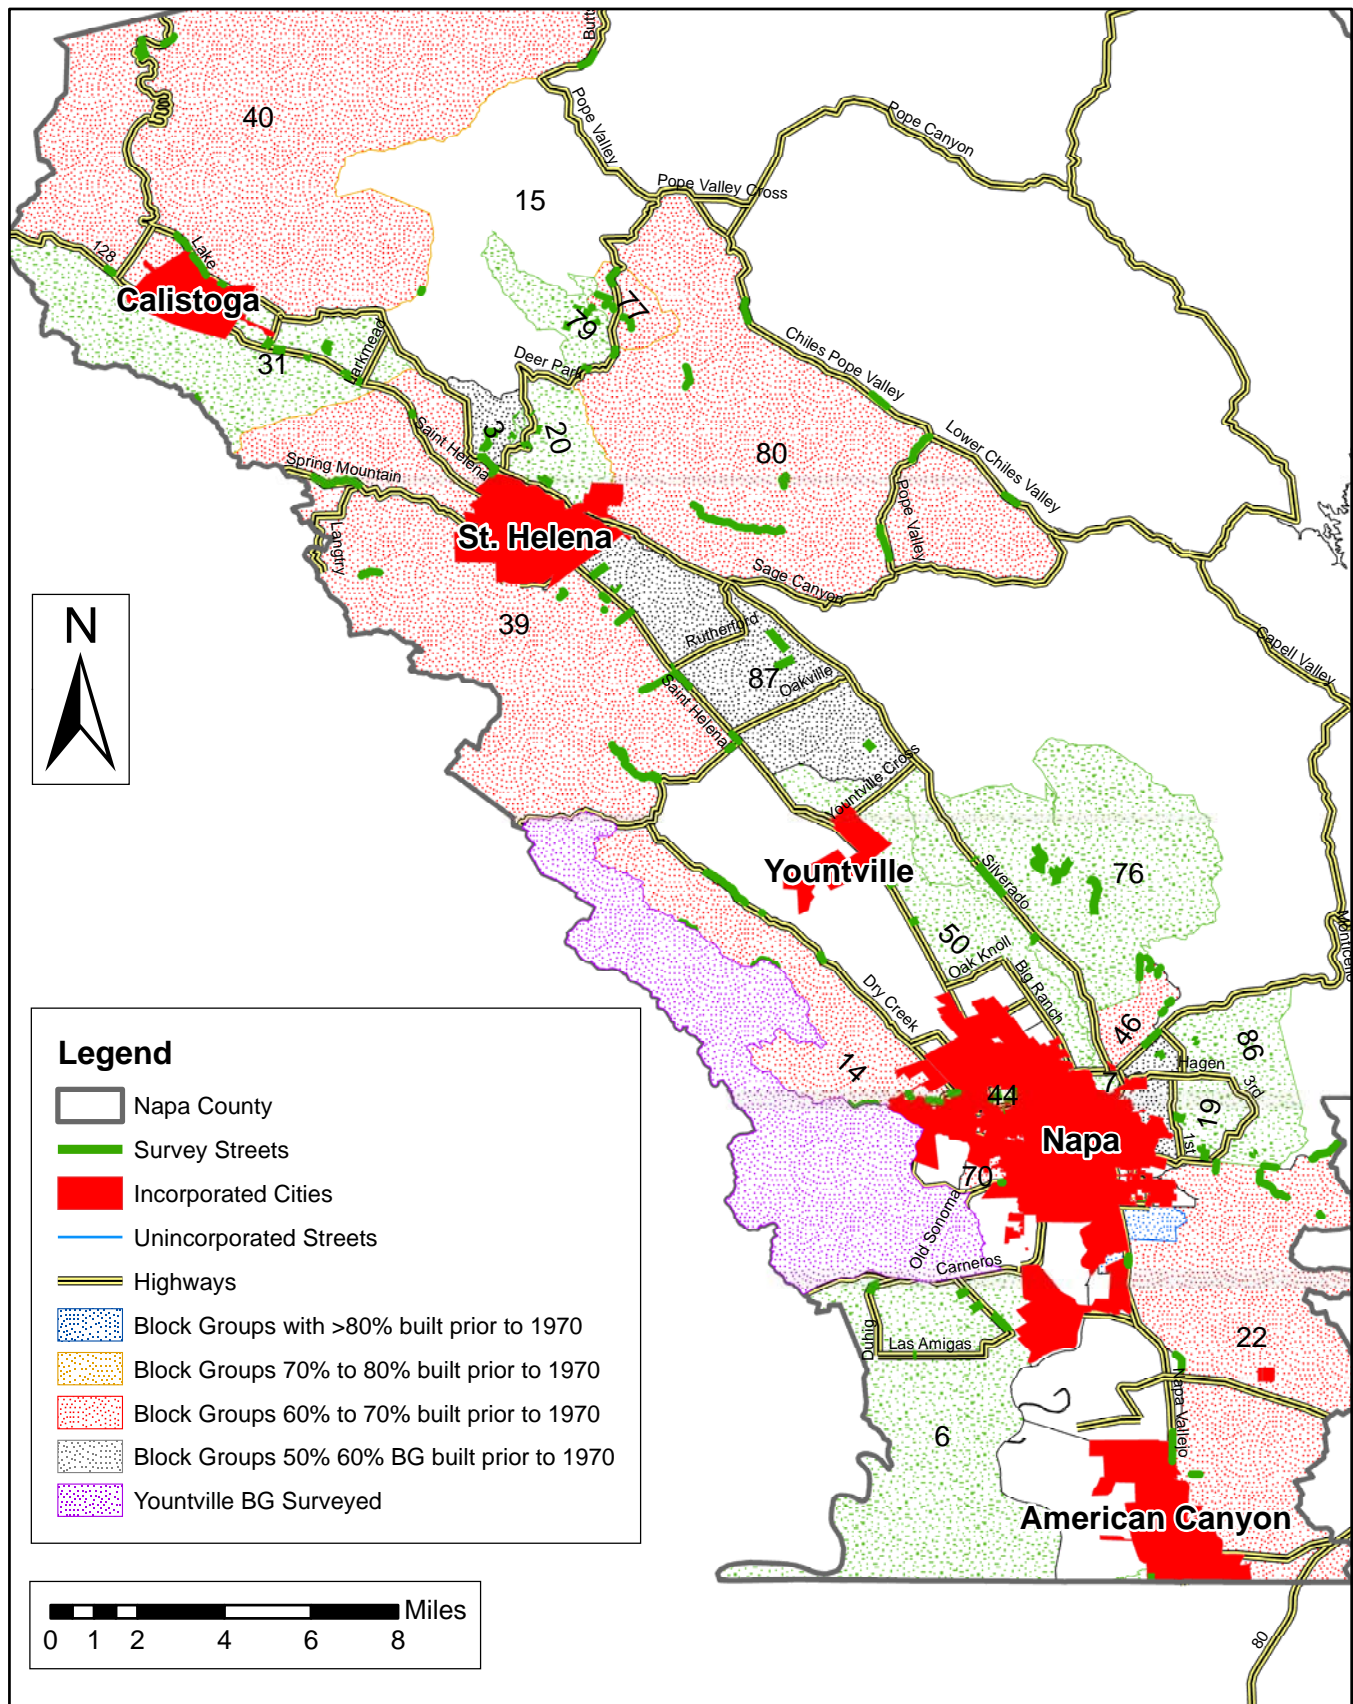 Butt
40
Pope Valley
Pope Canyon
Pope Valley Cross
15
128
Lake
Calistoga
77
79
31
Larkmead
Deer Park
Chiles Pope Valley
3
20
Saint Helena
Spring Mountain
80
Lower Chiles Valley
Pope Valley
Langtry
St. Helena
Sage Canyon
N
39
Rutherford
Capell Valley
87
Oakville
Saint Helena
Yountville Cross
Yountville
Silverado
76
Monticello
50
Oak Knoll
Big Ranch
Dry Creek
46
86
14
Hagen
7
3rd
44
19
Napa
1st
70
Old Sonoma
Carneros
Duhig
Las Amigas
22
Napa Vallejo
6
American Canyon
80
Legend
Napa County
Survey Streets
Incorporated Cities
Unincorporated Streets
Highways
Block Groups with >80% built prior to 1970
Block Groups 70% to 80% built prior to 1970
Block Groups 60% to 70% built prior to 1970
Block Groups 50% 60% BG built prior to 1970
Yountville BG Surveyed
Miles
0 1 2 4 6 8